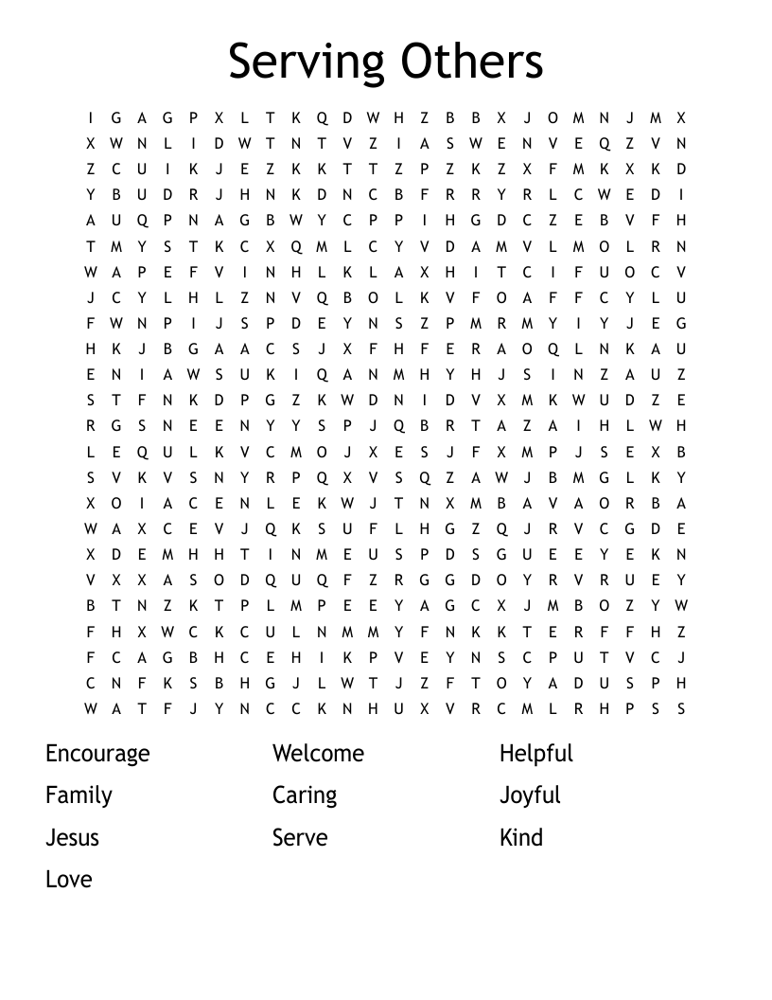 Serving Others
I G A G P X L T K Q D W H Z B B X J O M N J M X
X W N L I D W T N T V Z I A S W E N V E Q Z V N
Z C U I K J E Z K K T T Z P Z K Z X F M K X K D
Y B U D R J H N K D N C B F R R Y R L C W E D I
A U Q P N A G B W Y C P P I H G D C Z E B V F H
T M Y S T K C X Q M L C Y V D A M V L M O L R N
W A P E F V I N H L K L A X H I T C I F U O C V
J C Y L H L Z N V Q B O L K V F O A F F C Y L U
F W N P I J S P D E Y N S Z P M R M Y I Y J E G
H K J B G A A C S J X F H F E R A O Q L N K A U
E N I A W S U K I Q A N M H Y H J S I N Z A U Z
S T F N K D P G Z K W D N I D V X M K W U D Z E
R G S N E E N Y Y S P J Q B R T A Z A I H L W H
L E Q U L K V C M O J X E S J F X M P J S E X B
S V K V S N Y R P Q X V S Q Z A W J B M G L K Y
X O I A C E N L E K W J T N X M B A V A O R B A
W A X C E V J Q K S U F L H G Z Q J R V C G D E
X D E M H H T I N M E U S P D S G U E E Y E K N
V X X A S O D Q U Q F Z R G G D O Y R V R U E Y
B T N Z K T P L M P E E Y A G C X J M B O Z Y W
F H X W C K C U L N M M Y F N K K T E R F F H Z
F C A G B H C E H I K P V E Y N S C P U T V C J
C N F K S B H G J L W T J Z F T O Y A D U S P H
W A T F J Y N C C K N H U X V R C M L R H P S S
Encourage Welcome Helpful
Family Caring Joyful
Jesus Serve Kind
Love